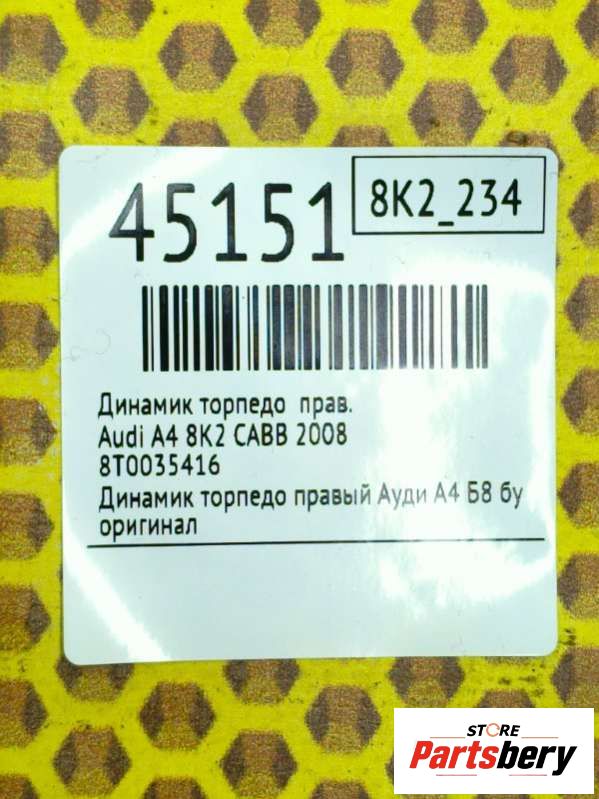 45151
8K2_234
Динамик торпедо прав.
Audi A4 8K2 CABB 2008
8T0035416
Динамик торпедо правый Ауди А4 Б8 бу
оригинал
STORE
Partsbery